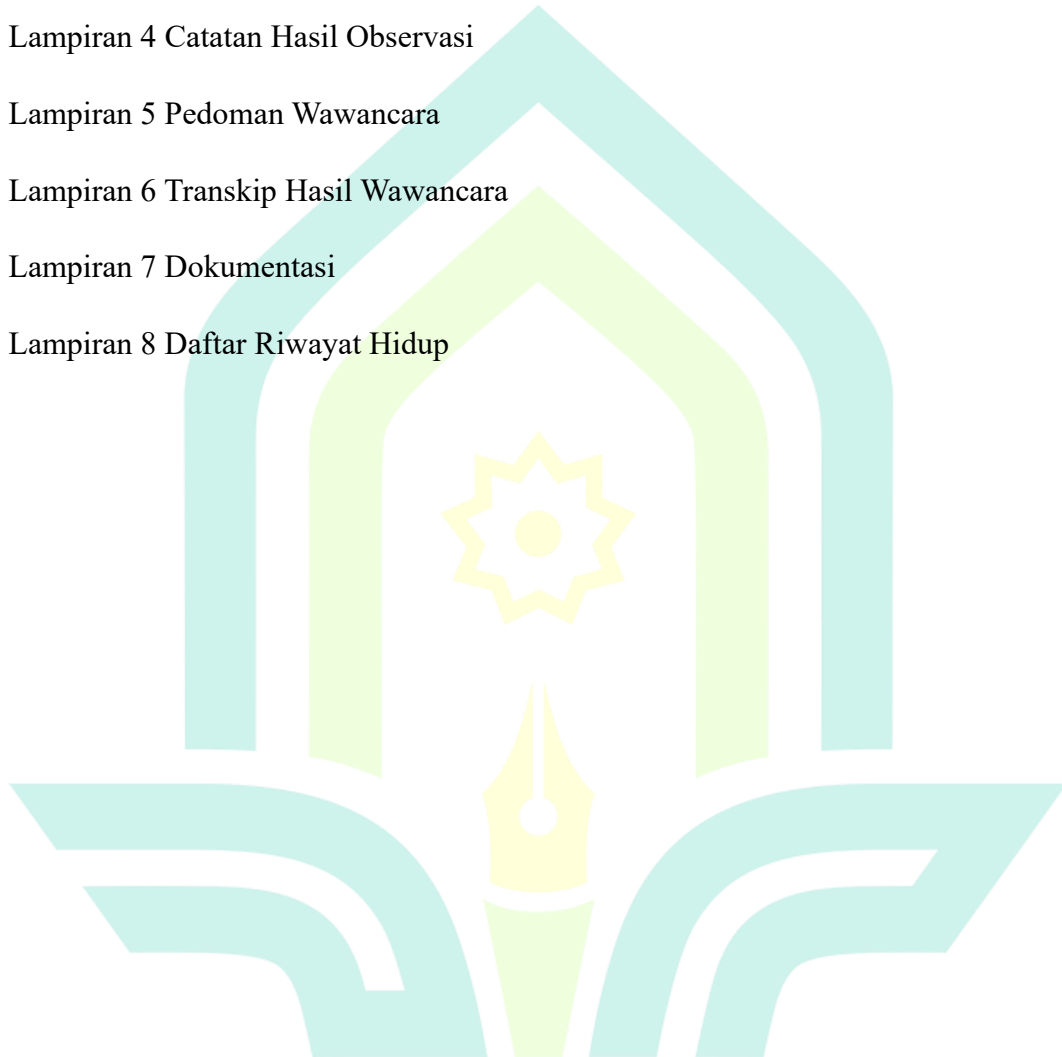 Lampiran 4 Catatan Hasil Observasi
Lampiran 5 Pedoman Wawancara
Lampiran 6 Transkip Hasil Wawancara
Lampiran 7 Dokumentasi
Lampiran 8 Daftar Riwayat Hidup